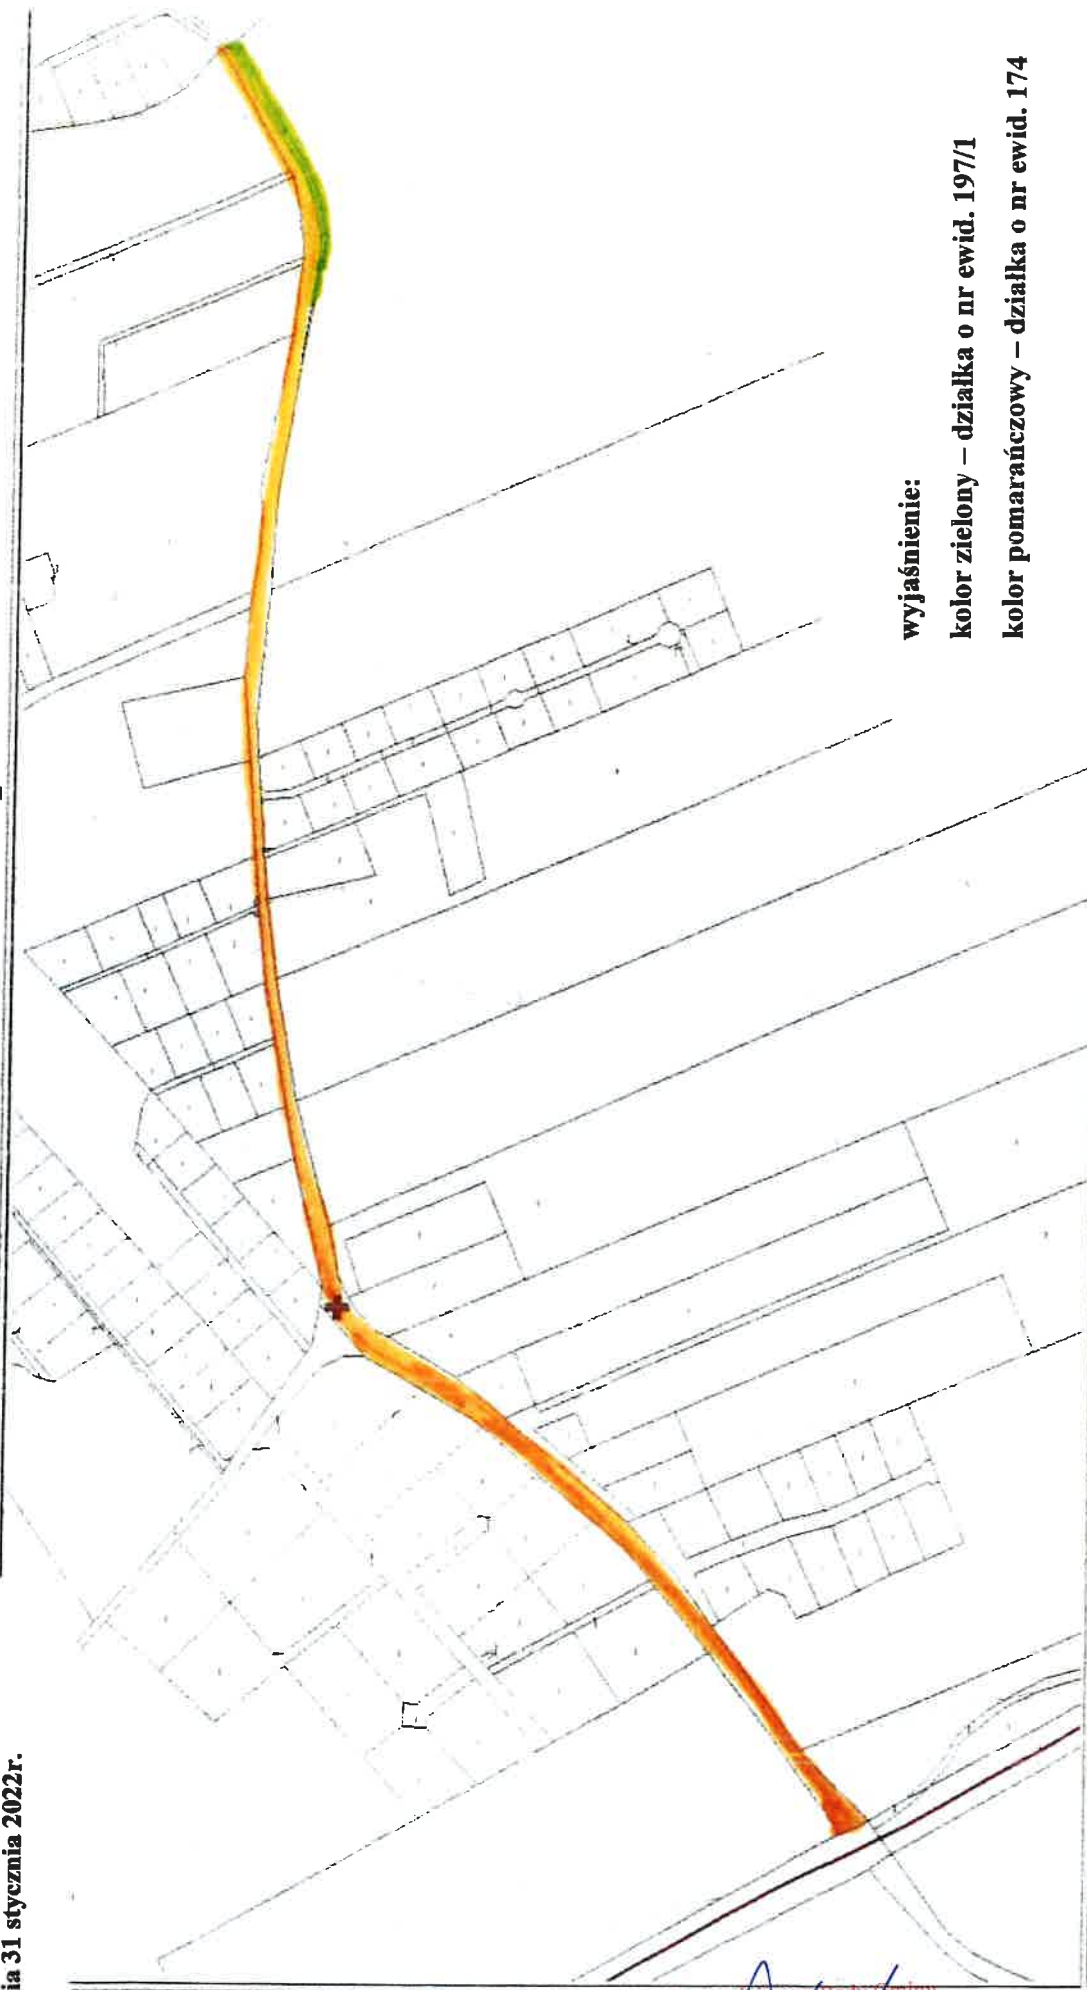 ia 31 stycznia 2022r.
wyjaśnienie:
kolor zielony – działka o nr ewid. 197/1
kolor pomarańczowy – działka o nr ewid. 174